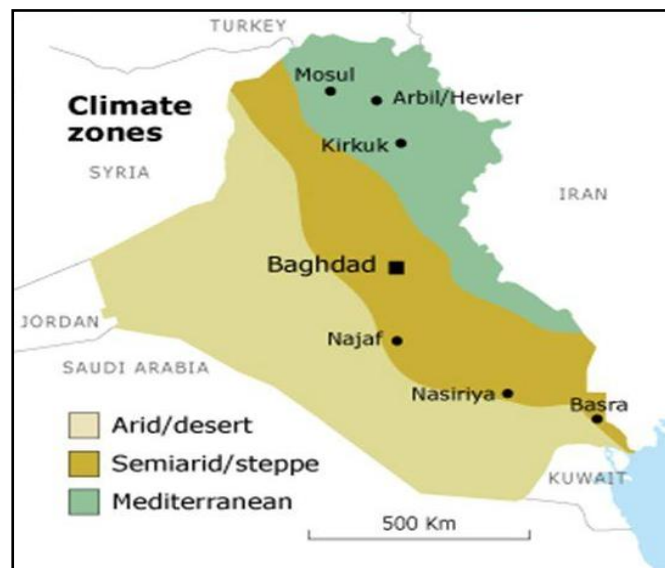 TURKEY
Mosul
Climate
zones
Arbil/Hewler
Kirkuk
SYRIA
IRAN
Baghdad
JORDAN
Najaf
SAUDI ARABIA
Nasiriya
Basra
Arid/desert
Semiarid/steppe
KUWAIT
Mediterranean
500 Km